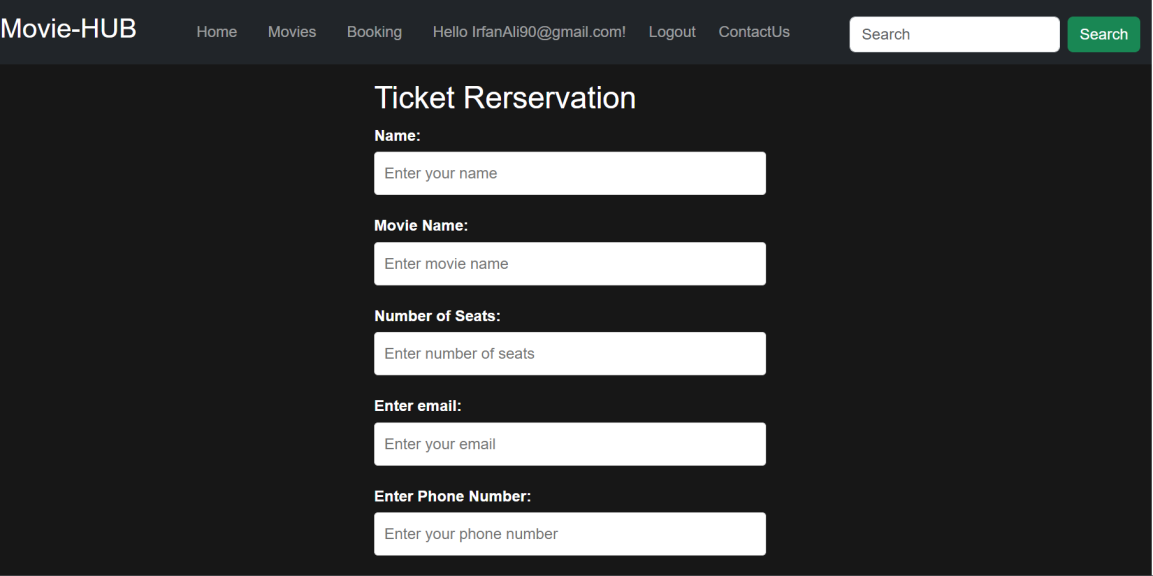 Movie-HUB Home Movies Booking Hello IrfanAli90@gmail.com! Logout ContactUs Search Search
Ticket Rerservation
Name:
Enter your name
Movie Name:
Enter movie name
Number of Seats:
Enter number of seats
Enter email:
Enter your email
Enter Phone Number:
Enter your phone number